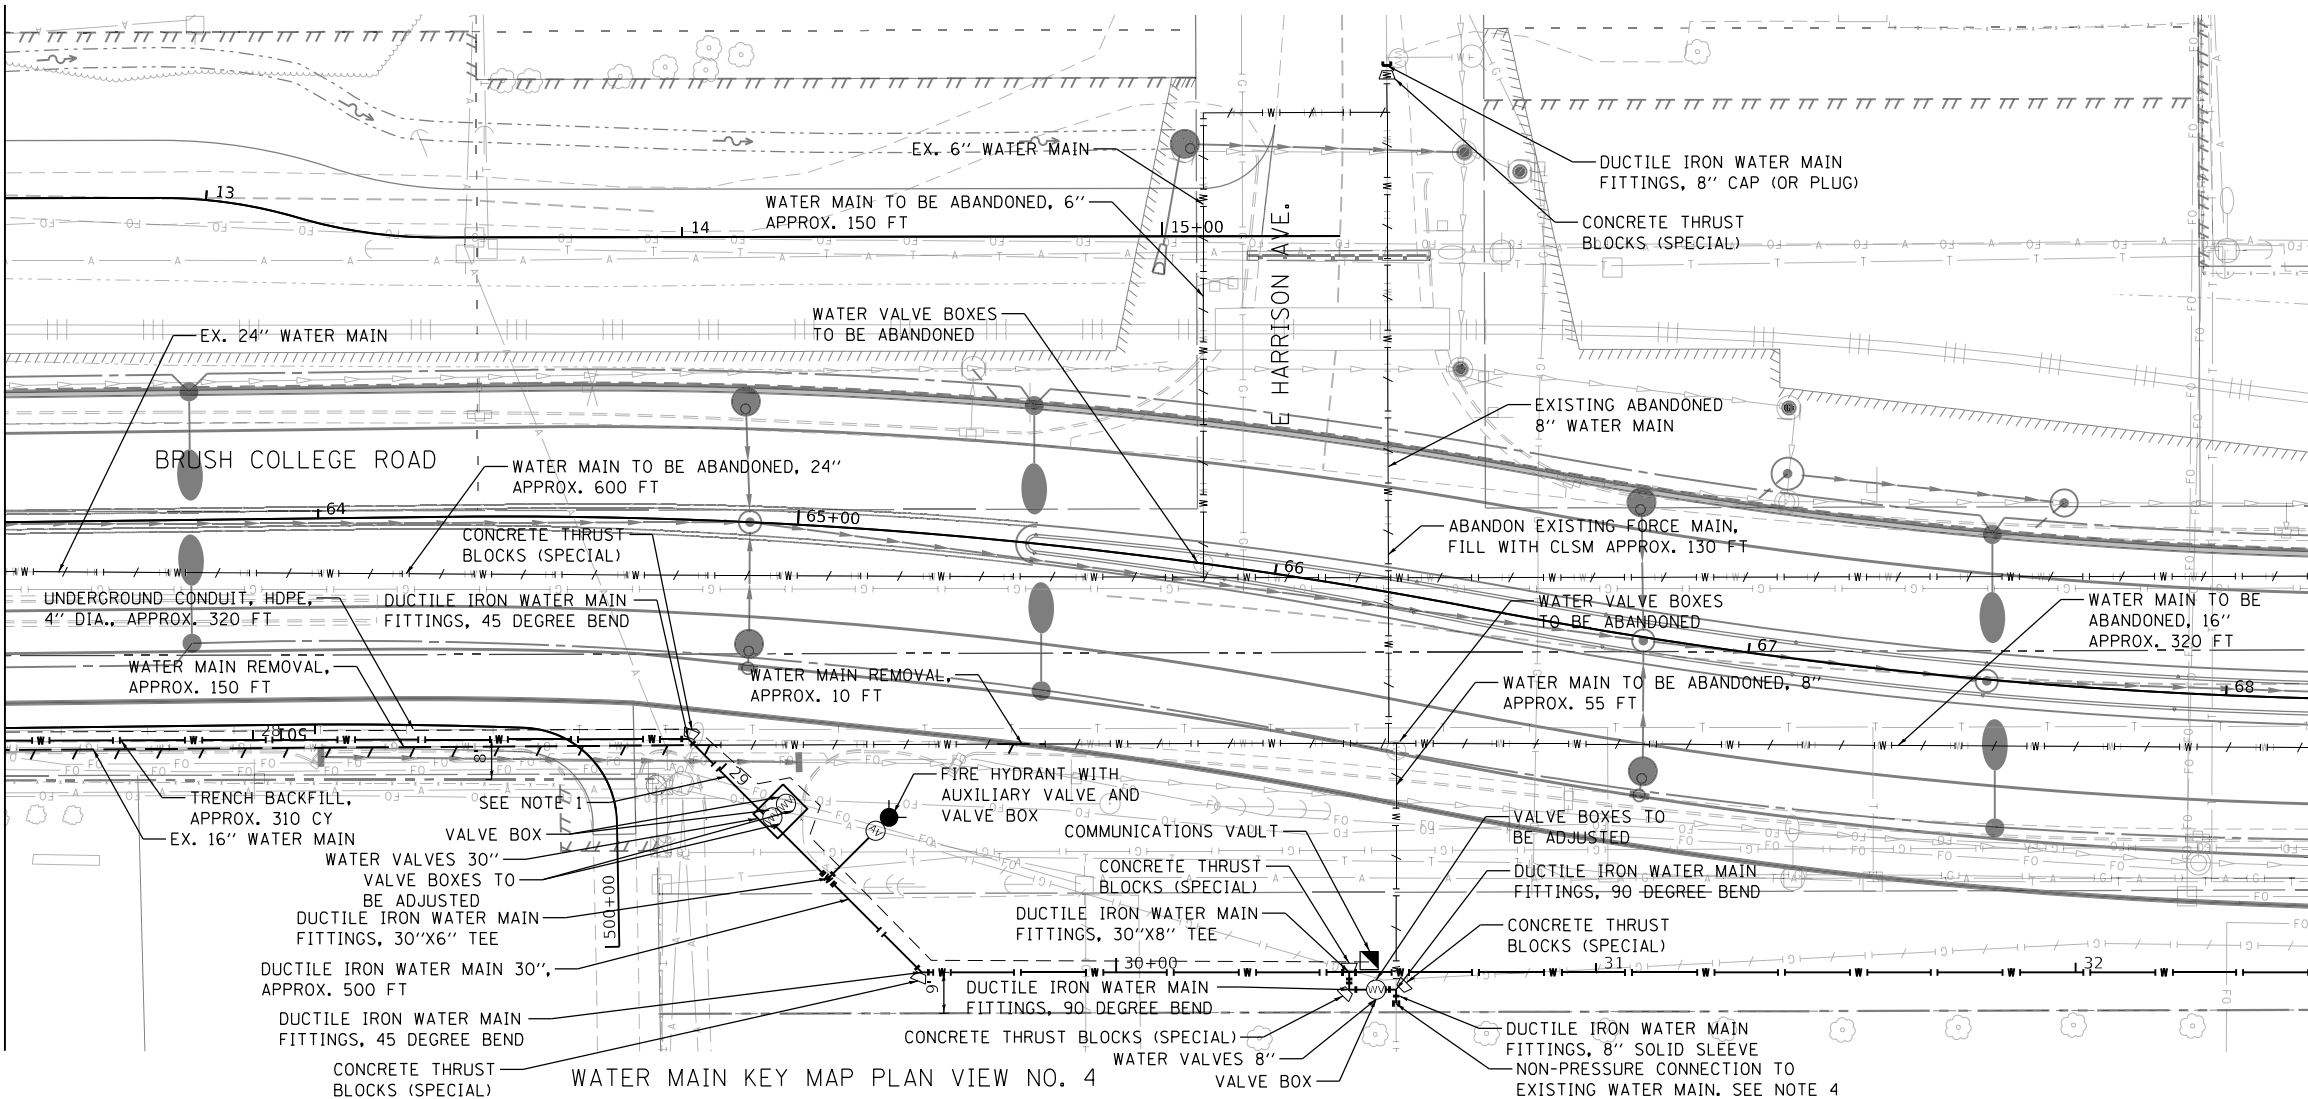 13
EX. 6" WATER MAIN
WATER MAIN TO BE ABANDONED, 6"
APPROX. 150 FT
14
15+00
DUCTILE IRON WATER MAIN
FITTINGS, 8" CAP (OR PLUG)
CONCRETE THRUST
BLOCKS (SPECIAL)
E HARRISON AVE.
WATER VALVE BOXES
TO BE ABANDONED
EX. 24" WATER MAIN
EXISTING ABANDONED
8" WATER MAIN
BRUSH COLLEGE ROAD
WATER MAIN TO BE ABANDONED, 24"
APPROX. 600 FT
64
65+00
CONCRETE THRUST
BLOCKS (SPECIAL)
ABANDON EXISTING FORCE MAIN,
FILL WITH CLSM APPROX. 130 FT
66
UNDERGROUND CONDUIT, HDPE,
4" DIA., APPROX. 320 FT
DUCTILE IRON WATER MAIN
FITTINGS, 45 DEGREE BEND
WATER VALVE BOXES
TO BE ABANDONED
WATER MAIN TO BE
ABANDONED, 16"
APPROX. 320 FT
67
WATER MAIN REMOVAL,
APPROX. 150 FT
WATER MAIN REMOVAL,
APPROX. 10 FT
WATER MAIN TO BE ABANDONED, 8"
APPROX. 55 FT
68
28
501
8'
29
TRENCH BACKFILL,
APPROX. 310 CY
EX. 16" WATER MAIN
SEE NOTE 1
VALVE BOX
WATER VALVES 30"
VALVE BOXES TO
BE ADJUSTED
WV
WV
AV
FIRE HYDRANT WITH
AUXILIARY VALVE AND
VALVE BOX
COMMUNICATIONS VAULT
VALVE BOXES TO
BE ADJUSTED
CONCRETE THRUST
BLOCKS (SPECIAL)
DUCTILE IRON WATER MAIN
FITTINGS, 90 DEGREE BEND
500+00
DUCTILE IRON WATER MAIN
FITTINGS, 30"X6" TEE
DUCTILE IRON WATER MAIN
FITTINGS, 30"X8" TEE
CONCRETE THRUST
BLOCKS (SPECIAL)
DUCTILE IRON WATER MAIN 30",
APPROX. 500 FT
30+00
31
32
9'
DUCTILE IRON WATER MAIN
FITTINGS, 90 DEGREE BEND
WV
DUCTILE IRON WATER MAIN
FITTINGS, 45 DEGREE BEND
CONCRETE THRUST BLOCKS (SPECIAL)
WATER VALVES 8"
VALVE BOX
DUCTILE IRON WATER MAIN
FITTINGS, 8" SOLID SLEEVE
NON-PRESSURE CONNECTION TO
EXISTING WATER MAIN. SEE NOTE 4
CONCRETE THRUST
BLOCKS (SPECIAL)
WATER MAIN KEY MAP PLAN VIEW NO. 4